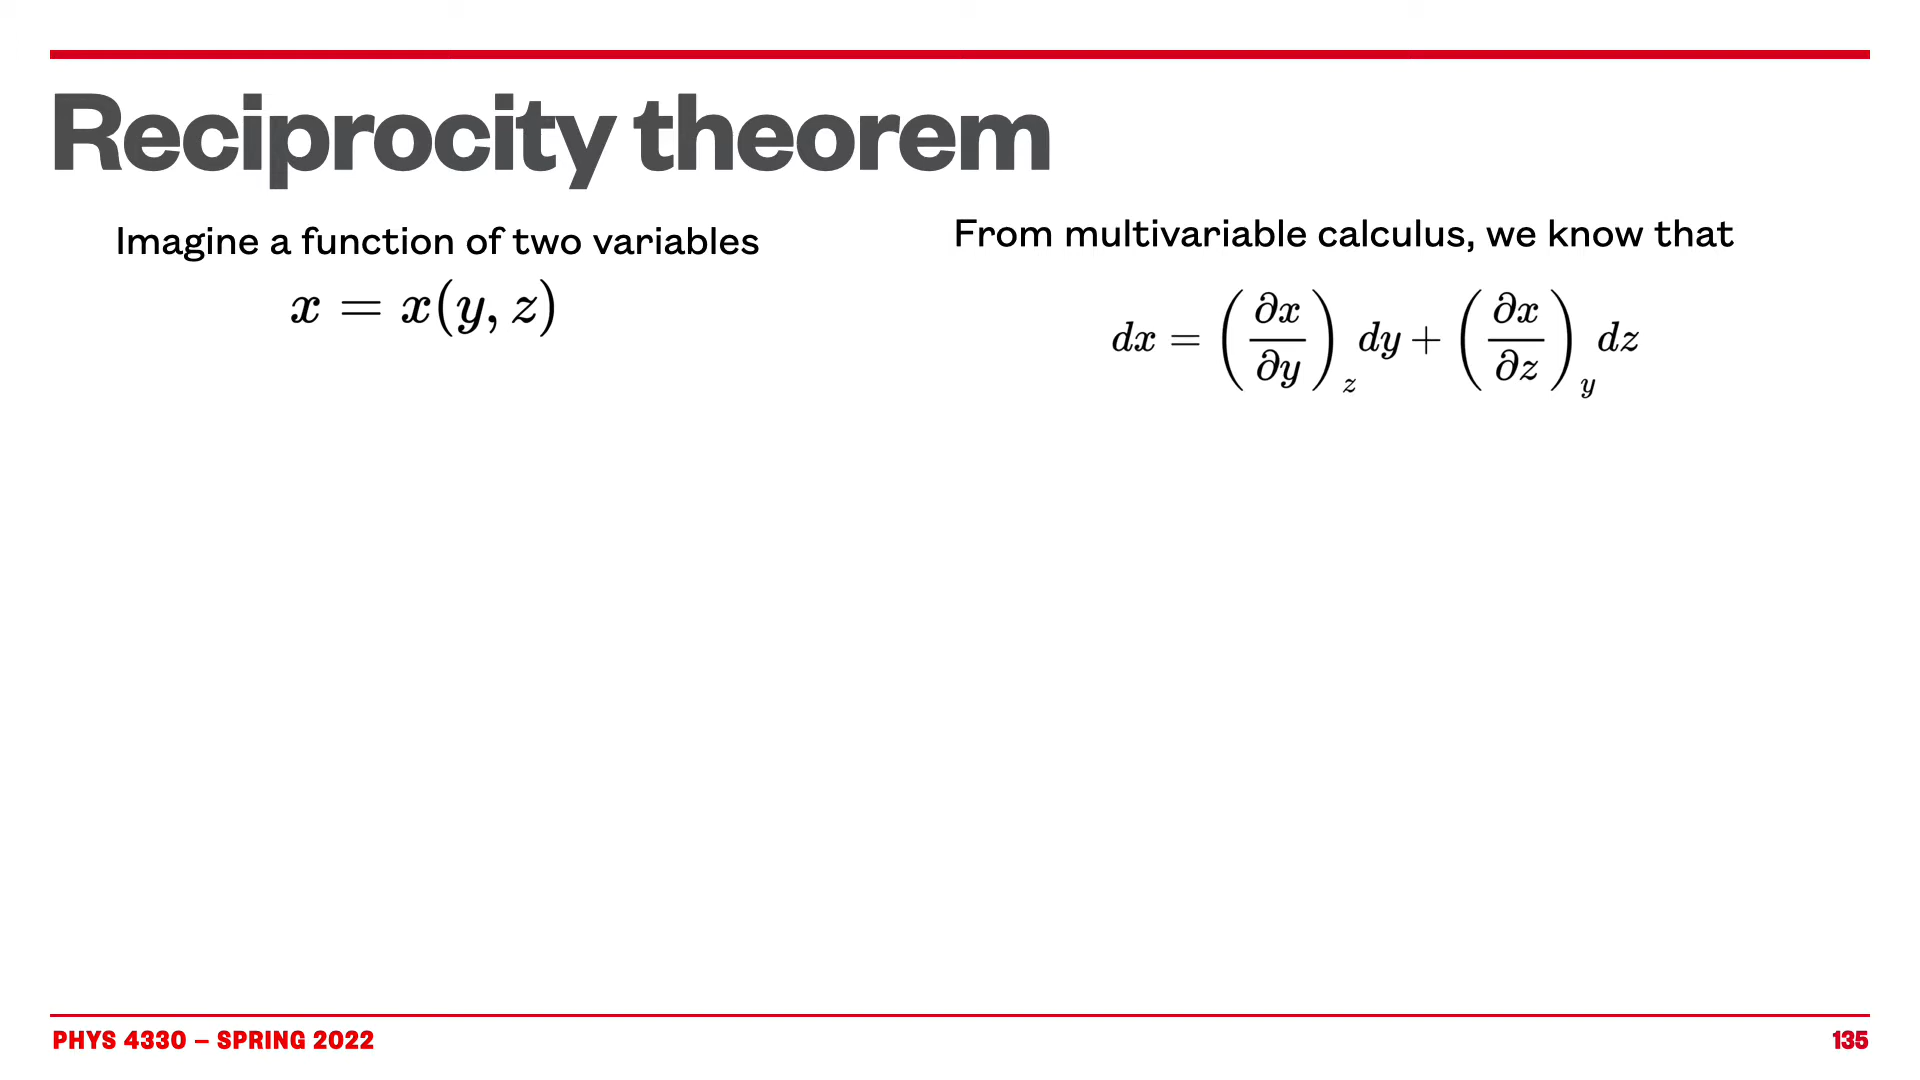 Reciprocity theorem
Imagine a function of two variables
x = x(y, z)
From multivariable calculus, we know that
dx = (∂x/∂y)_z dy + (∂x/∂z)_y dz
PHYS 4330 – SPRING 2022
135